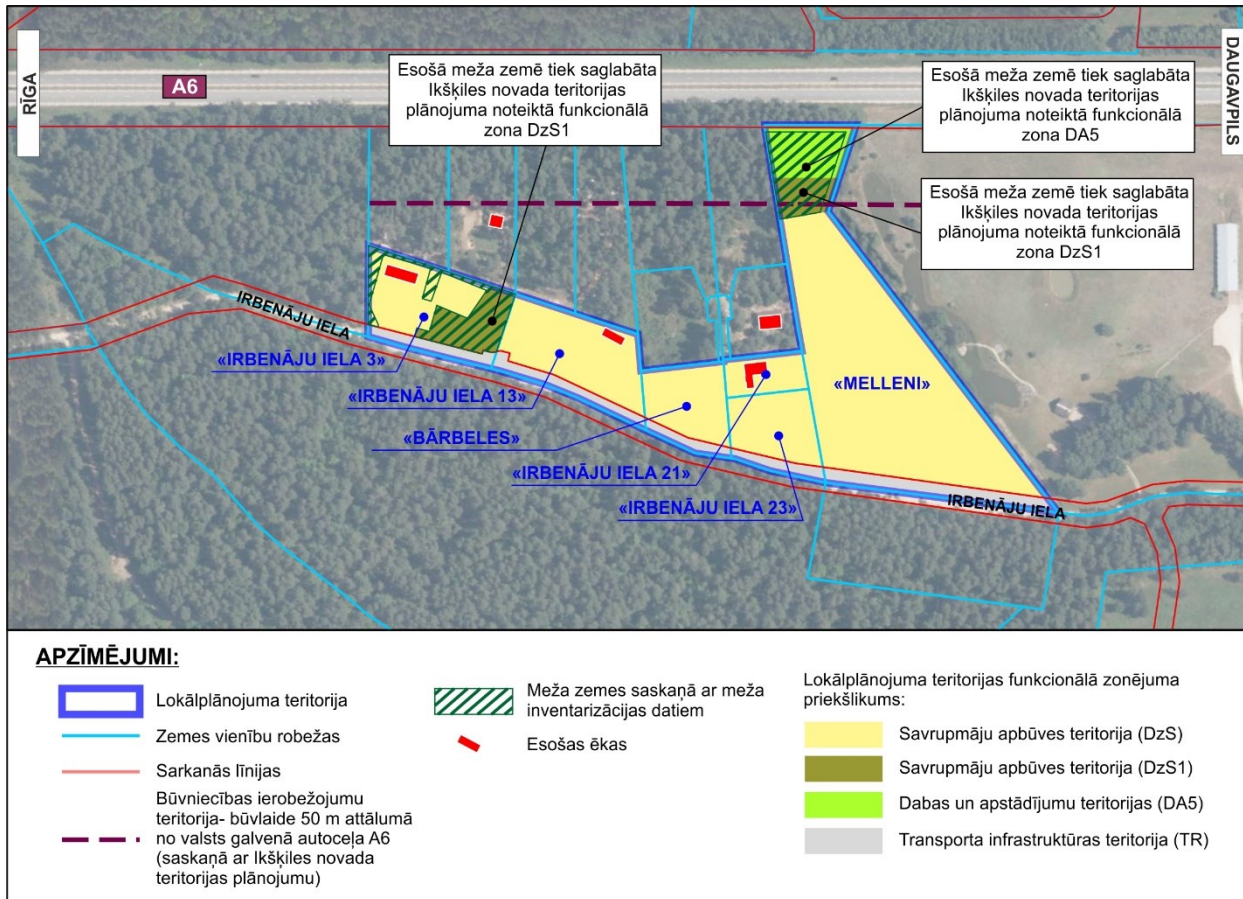 RĪGA
A6
DAUGAVPILS
Esošā meža zemē tiek saglabāta
Ikšķiles novada teritorijas
plānojuma noteiktā funkcionālā
zona DzS1
Esošā meža zemē tiek saglabāta
Ikšķiles novada teritorijas
plānojuma noteiktā funkcionālā
zona DA5
Esošā meža zemē tiek saglabāta
Ikšķiles novada teritorijas
plānojuma noteiktā funkcionālā
zona DzS1
IRBENĀJU IELA
«IRBENĀJU IELA 3»
«IRBENĀJU IELA 13»
«BĀRBELES»
«IRBENĀJU IELA 21»
«IRBENĀJU IELA 23»
«MELLENI»
IRBENĀJU IELA
APZĪMĒJUMI:
Lokālplānojuma teritorija
Zemes vienību robežas
Sarkanās līnijas
Būvniecības ierobežojumu
teritorija- būvlaide 50 m attālumā
no valsts galvenā autoceļa A6
(saskaņā ar Ikšķiles novada
teritorijas plānojumu)
Meža zemes saskaņā ar meža
inventarizācijas datiem
Esošas ēkas
Lokālplānojuma teritorijas funkcionālā zonējuma
priekšlikums:
Savrupmāju apbūves teritorija (DzS)
Savrupmāju apbūves teritorija (DzS1)
Dabas un apstādījumu teritorijas (DA5)
Transporta infrastruktūras teritorija (TR)